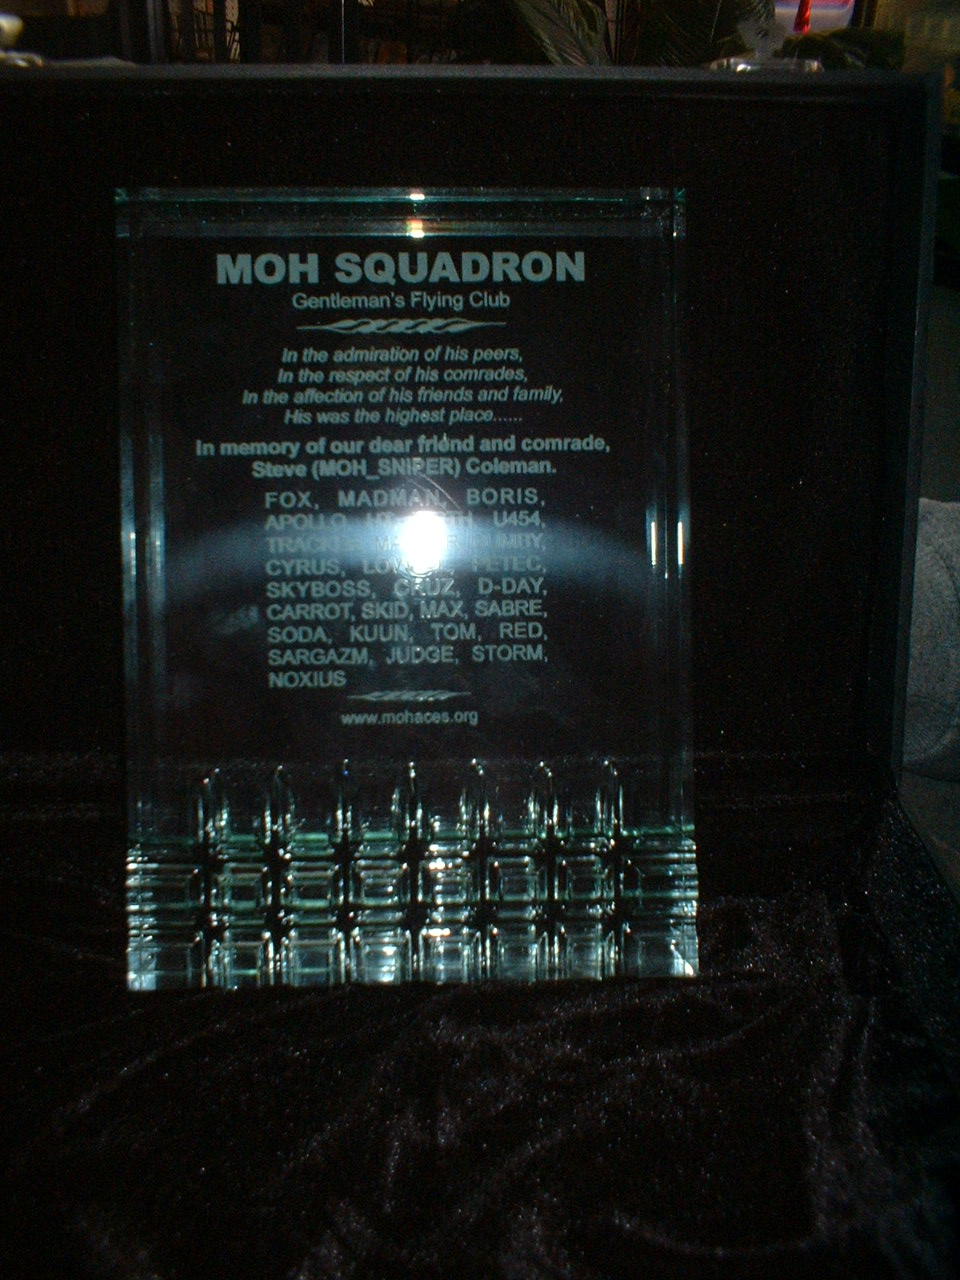 MOH SQUADRON
Gentleman's Flying Club
In the admiration of his peers,
In the respect of his comrades,
In the affection of his friends and family,
His was the highest place......
In memory of our dear friend and comrade,
Steve (MOH_SNIPER) Coleman.
FOX, MADMAN, BORIS,
APOLLO, U454,
CYRUS, PETEC,
SKYBOSS, CRUZ, D-DAY,
CARROT, SKID, MAX, SABRE,
SODA, KUUN, TOM, RED,
SARGAZM, JUDGE, STORM,
NOXIUS
www.mohaces.org